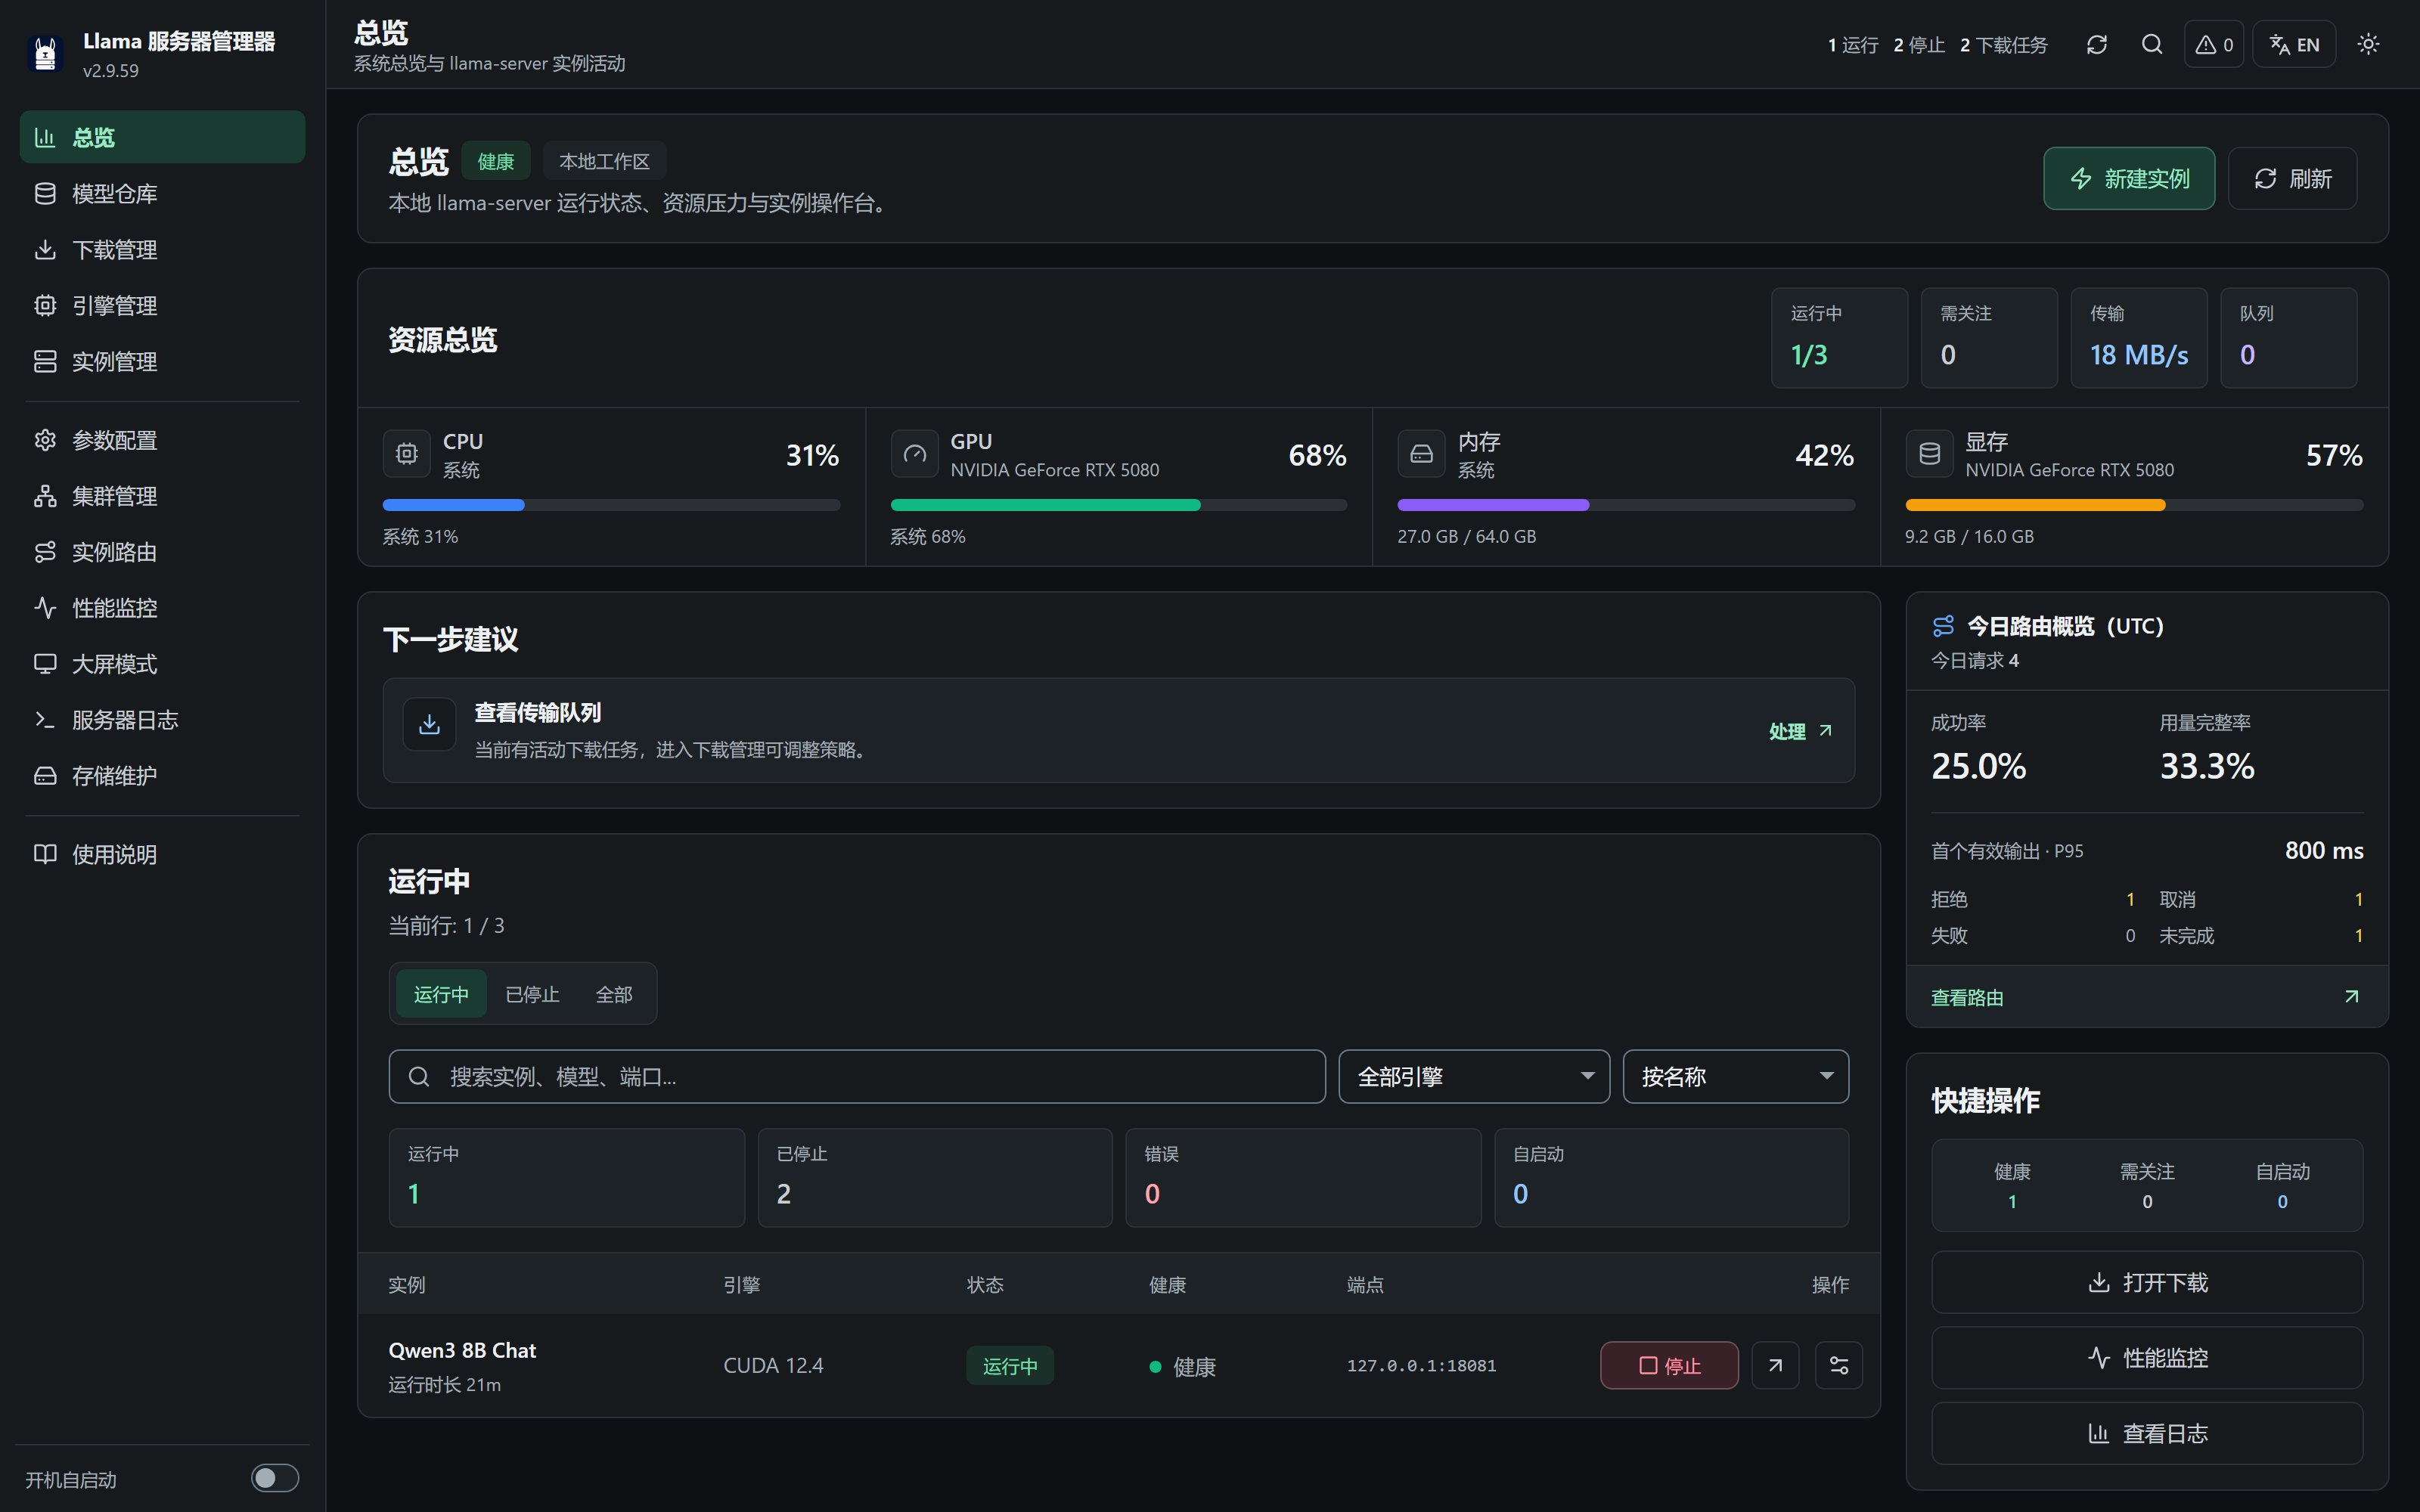 Llama 服务器管理器
v2.9.59
总览
模型仓库
下载管理
引擎管理
实例管理
参数配置
集群管理
实例路由
性能监控
大屏模式
服务器日志
存储维护
使用说明
开机自启动
总览
系统总览与 llama-server 实例活动
1 运行 2 停止 2 下载任务
0
EN
总览 健康 本地工作区
本地 llama-server 运行状态、资源压力与实例操作台。
新建实例
刷新
资源总览
运行中
1/3
需关注
0
传输
18 MB/s
队列
0
CPU
系统
31%
系统 31%
GPU
NVIDIA GeForce RTX 5080
68%
系统 68%
内存
系统
42%
27.0 GB / 64.0 GB
显存
NVIDIA GeForce RTX 5080
57%
9.2 GB / 16.0 GB
下一步建议
查看传输队列
当前有活动下载任务，进入下载管理可调整策略。
处理
运行中
当前行: 1 / 3
运行中 已停止 全部
搜索实例、模型、端口...
全部引擎
按名称
运行中
1
已停止
2
错误
0
自启动
0
实例 引擎 状态 健康 端点 操作
Qwen3 8B Chat
运行时长 21m
CUDA 12.4
运行中
健康
127.0.0.1:18081
停止
今日路由概览（UTC）
今日请求 4
成功率
25.0%
用量完整率
33.3%
首个有效输出 · P95 800 ms
拒绝 1 取消 1
失败 0 未完成 1
查看路由
快捷操作
健康
1
需关注
0
自启动
0
打开下载
性能监控
查看日志